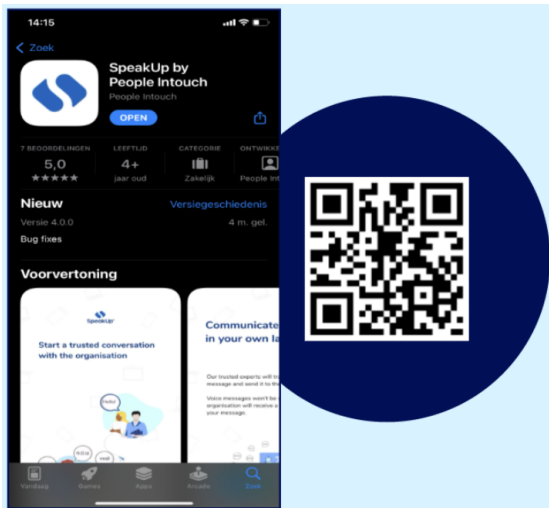 14:15
Zoek
SpeakUp by
People Intouch
People Intouch
OPEN
7 BEOORDELINGEN LEEFTIJD CATEGORIE ONTWIKK
5,0 4+
★★★★★ jaar oud Zakelijk People Int
Nieuw Versiegeschiedenis
Versie 4.0.0 4 m. gel.
Bug fixes
Voorvertoning
SpeakUp
Start a trusted conversation
with the organisation
Hello!
Communicate
in your own la
Our trusted experts will tr
message and send it to th
Voice messages won't be
organisation will receive a
your message.
Vandaag Games Apps Arcade Zoek